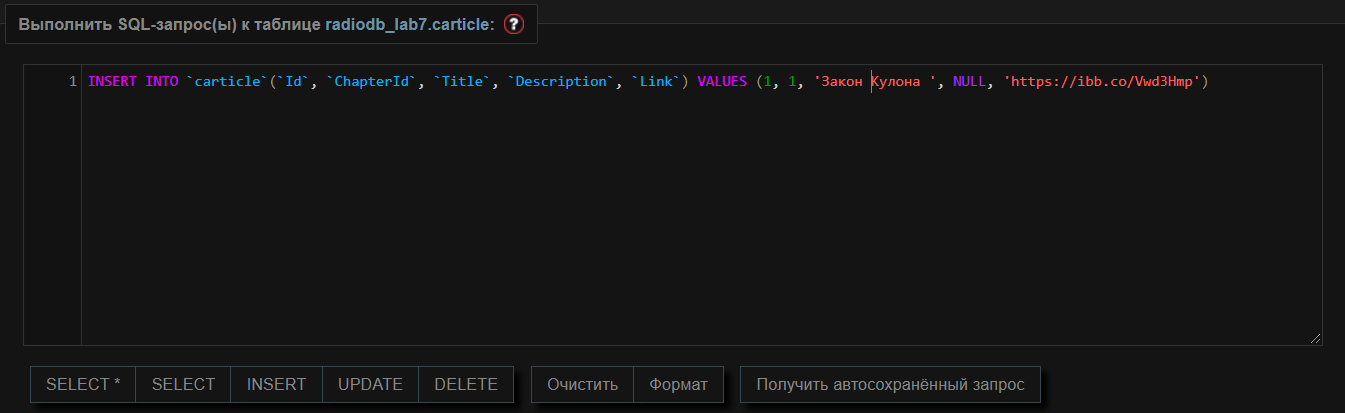 Выполнить SQL-запрос(ы) к таблице radiodb_lab7.carticle: ?
1 INSERT INTO `carticle`(`Id`, `ChapterId`, `Title`, `Description`, `Link`) VALUES (1, 1, 'Закон Кулона ', NULL, 'https://ibb.co/Vwd3Hmp')
SELECT * SELECT INSERT UPDATE DELETE Очистить Формат Получить автосохранённый запрос